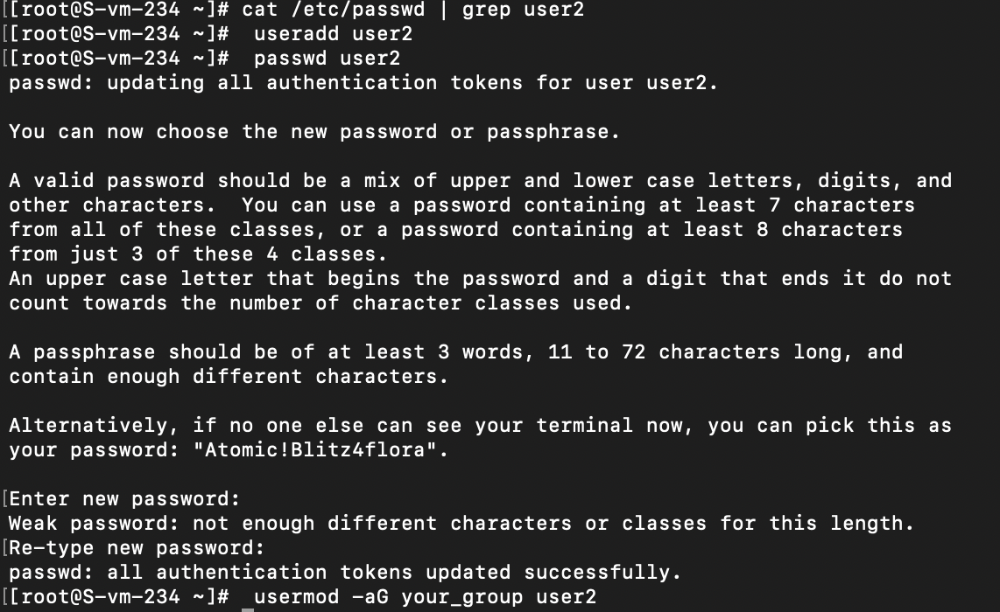 [[root@S-vm-234 ~]# cat /etc/passwd | grep user2
[[root@S-vm-234 ~]#  useradd user2
[[root@S-vm-234 ~]#  passwd user2
passwd: updating all authentication tokens for user user2.
You can now choose the new password or passphrase.
A valid password should be a mix of upper and lower case letters, digits, and
other characters.  You can use a password containing at least 7 characters
from all of these classes, or a password containing at least 8 characters
from just 3 of these 4 classes.
An upper case letter that begins the password and a digit that ends it do not
count towards the number of character classes used.
A passphrase should be of at least 3 words, 11 to 72 characters long, and
contain enough different characters.
Alternatively, if no one else can see your terminal now, you can pick this as
your password: "Atomic!Blitz4flora".
[Enter new password:
Weak password: not enough different characters or classes for this length.
[Re-type new password:
passwd: all authentication tokens updated successfully.
[[root@S-vm-234 ~]#  usermod -aG your_group user2